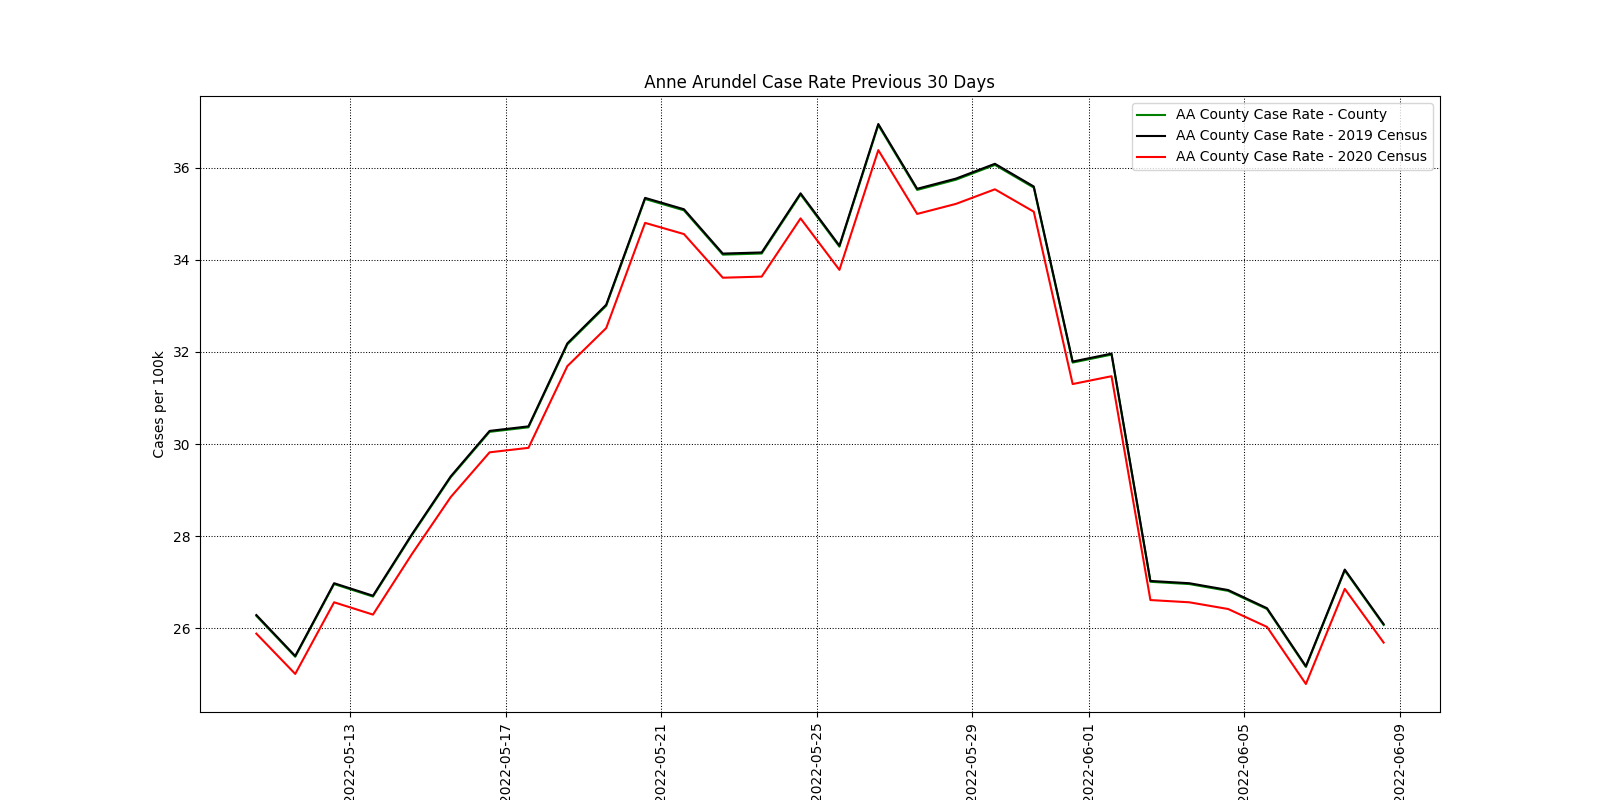 Anne Arundel Case Rate Previous 30 Days
AA County Case Rate - County
AA County Case Rate - 2019 Census
AA County Case Rate - 2020 Census
Cases per 100k
36
34
32
30
28
26
2022-05-13
2022-05-17
2022-05-21
2022-05-25
2022-05-29
2022-06-01
2022-06-05
2022-06-09